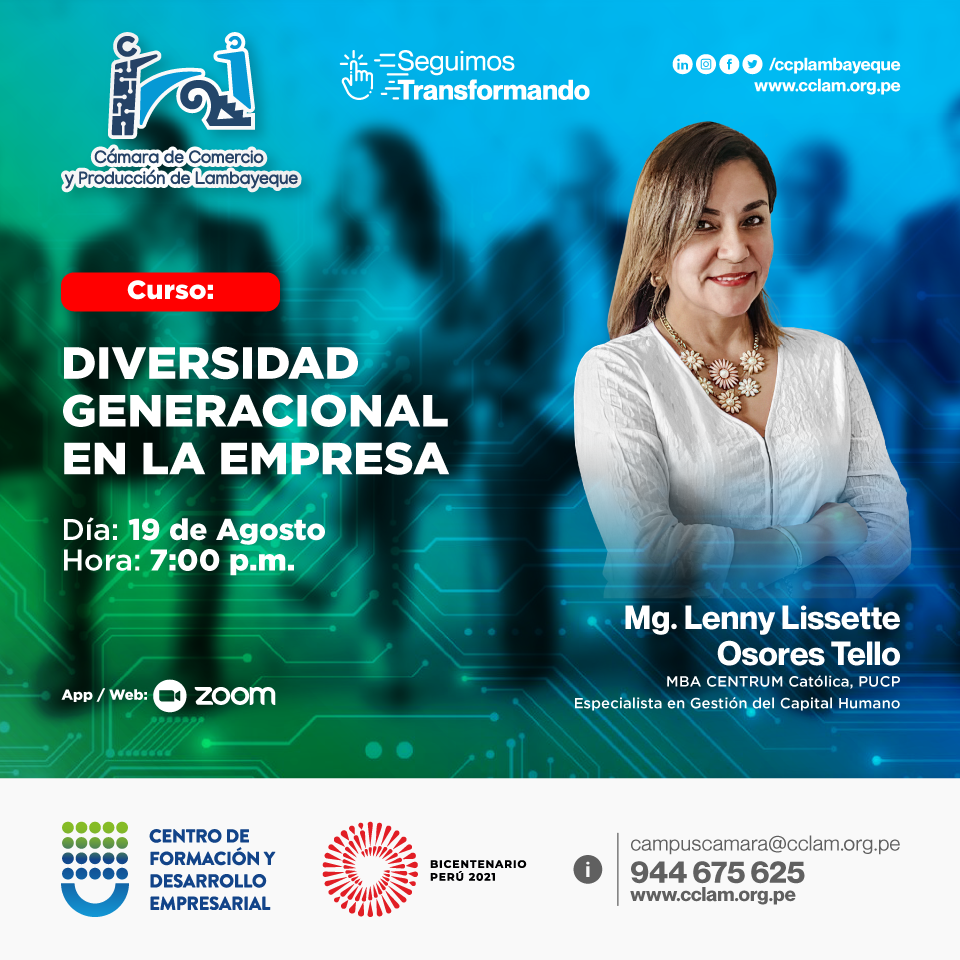 Cámara de Comercio
y Producción de Lambayeque
Seguimos
Transformando
/ccplambayeque
www.cclam.org.pe
Curso:
DIVERSIDAD
GENERACIONAL
EN LA EMPRESA
Día: 19 de Agosto
Hora: 7:00 p.m.
Mg. Lenny Lissette
Osores Tello
MBA CENTRUM Católica, PUCP
Especialista en Gestión del Capital Humano
App / Web: zoom
CENTRO DE
FORMACIÓN Y
DESARROLLO
EMPRESARIAL
BICENTENARIO
PERÚ 2021
campuscamara@cclam.org.pe
944 675 625
www.cclam.org.pe